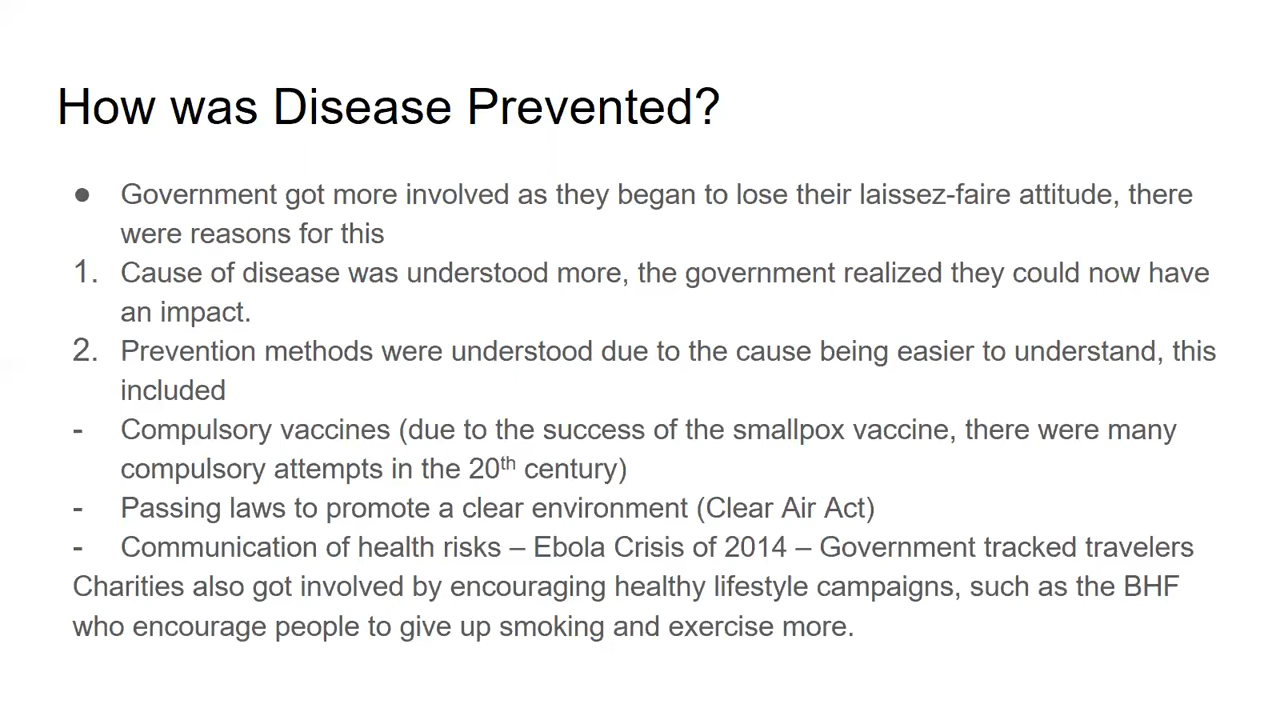 How was Disease Prevented?
● Government got more involved as they began to lose their laissez-faire attitude, there
were reasons for this
1. Cause of disease was understood more, the government realized they could now have
an impact.
2. Prevention methods were understood due to the cause being easier to understand, this
included
- Compulsory vaccines (due to the success of the smallpox vaccine, there were many
compulsory attempts in the 20th century)
- Passing laws to promote a clear environment (Clear Air Act)
- Communication of health risks – Ebola Crisis of 2014 – Government tracked travelers
Charities also got involved by encouraging healthy lifestyle campaigns, such as the BHF
who encourage people to give up smoking and exercise more.